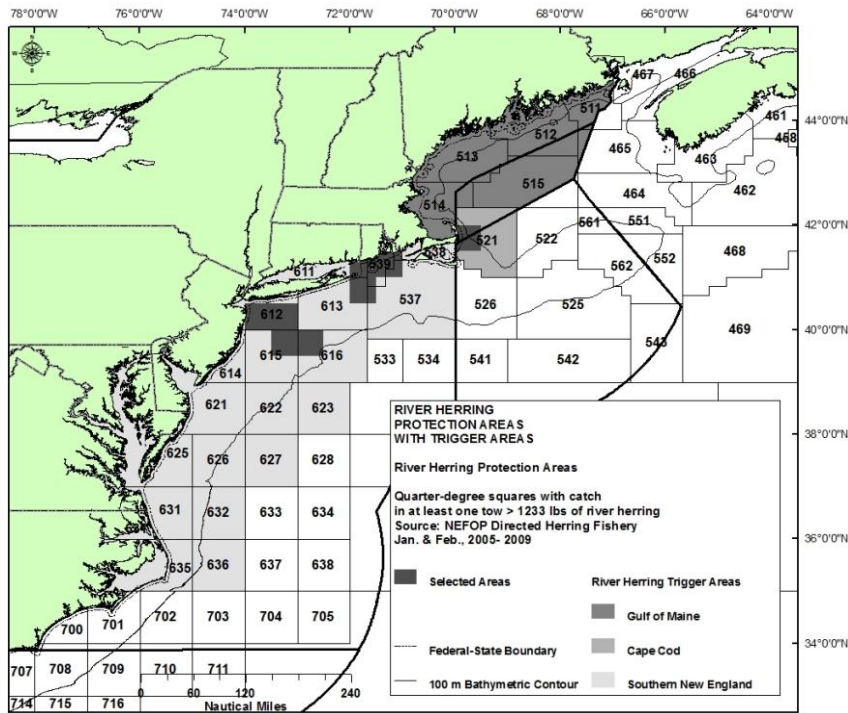 78°0'0"W 76°0'0"W 74°0'0"W 72°0'0"W 70°0'0"W 68°0'0"W 66°0'0"W 64°0'0"W
N
W E
S
467 466
511
461
44°0'0"N
512
465
468
513
463
515
464
462
514
42°0'0"N
521 522 561 551
538
468
611 539
562 552
613 537
526 525
612
40°0'0"N
543 469
615 616 533 534 541 542
614
621 622 623
RIVER HERRING
PROTECTION AREAS
WITH TRIGGER AREAS
38°0'0"N
625 626 627 628
River Herring Protection Areas
Quarter-degree squares with catch
in at least one tow > 1233 lbs of river herring
Source: NEFOP Directed Herring Fishery
Jan. & Feb., 2005- 2009
631 632 633 634
36°0'0"N
635 636 637 638
Selected Areas
River Herring Trigger Areas
Gulf of Maine
700 701 702 703 704 705
34°0'0"N
Federal-State Boundary
Cape Cod
707 708 709 710 711
100 m Bathymetric Contour
Southern New England
714 715 716
0 60 120 240
Nautical Miles